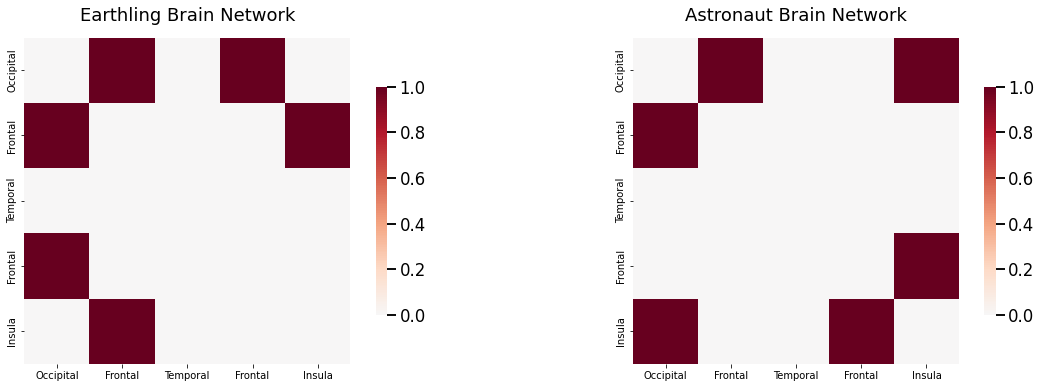 Earthling Brain Network
Occipital
Frontal
Temporal
Frontal
Insula
Occipital Frontal Temporal Frontal Insula
1.0
0.8
0.6
0.4
0.2
0.0
Astronaut Brain Network
Occipital
Frontal
Temporal
Frontal
Insula
Occipital Frontal Temporal Frontal Insula
1.0
0.8
0.6
0.4
0.2
0.0